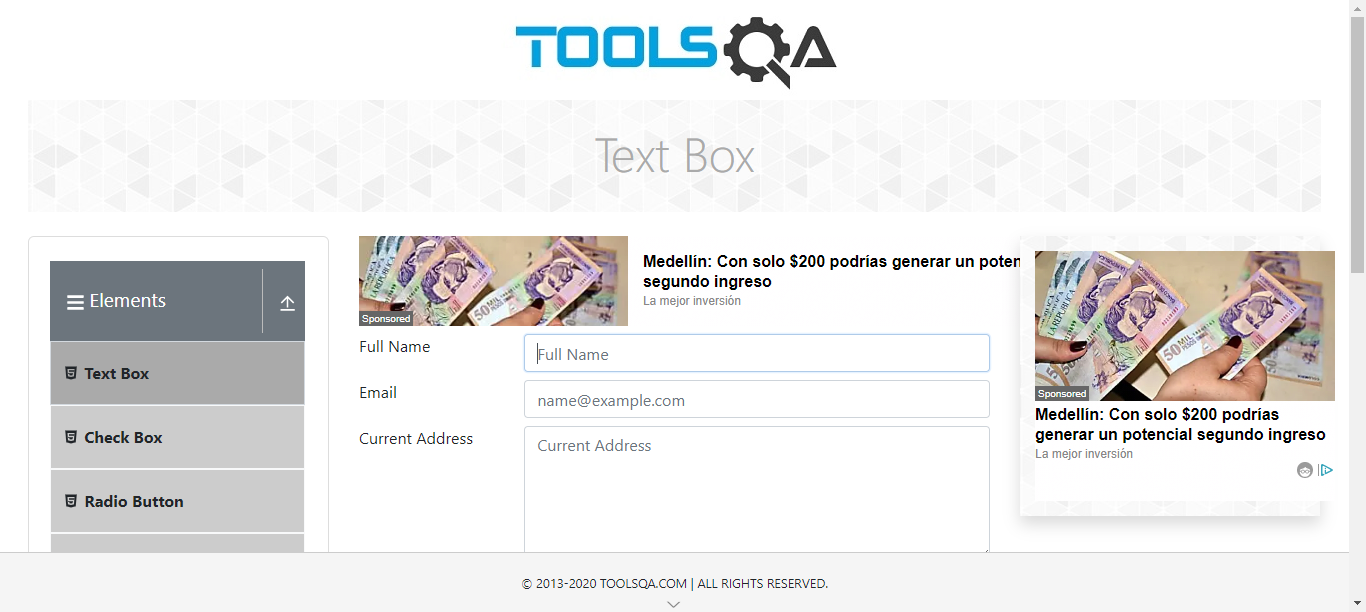 TOOLSQA
Text Box
Elements
Text Box
Check Box
Radio Button
Sponsored
Medellín: Con solo $200 podrías generar un poten
segundo ingreso
La mejor inversión
Full Name
Full Name
Email
name@example.com
Current Address
Current Address
Sponsored
Medellín: Con solo $200 podrías
generar un potencial segundo ingreso
La mejor inversión
© 2013-2020 TOOLSQA.COM | ALL RIGHTS RESERVED.